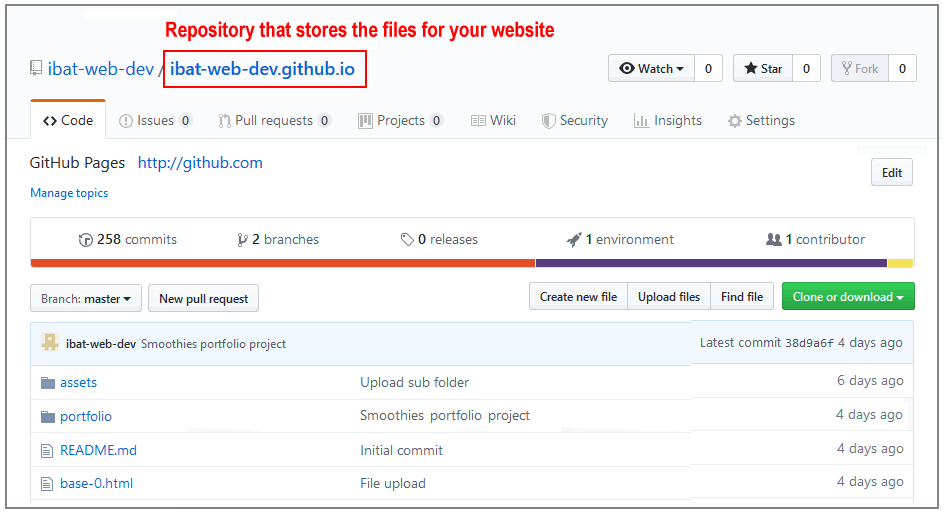 Repository that stores the files for your website
ibat-web-dev / ibat-web-dev.github.io Watch 0 Star 0 Fork 0
Code Issues 0 Pull requests 0 Projects 0 Wiki Security Insights Settings
GitHub Pages http://github.com Edit
Manage topics
258 commits 2 branches 0 releases 1 environment 1 contributor
Branch: master New pull request Create new file Upload files Find file Clone or download
ibat-web-dev Smoothies portfolio project Latest commit 38d9a6f 4 days ago
assets Upload sub folder 6 days ago
portfolio Smoothies portfolio project 4 days ago
README.md Initial commit 4 days ago
base-0.html File upload 4 days ago